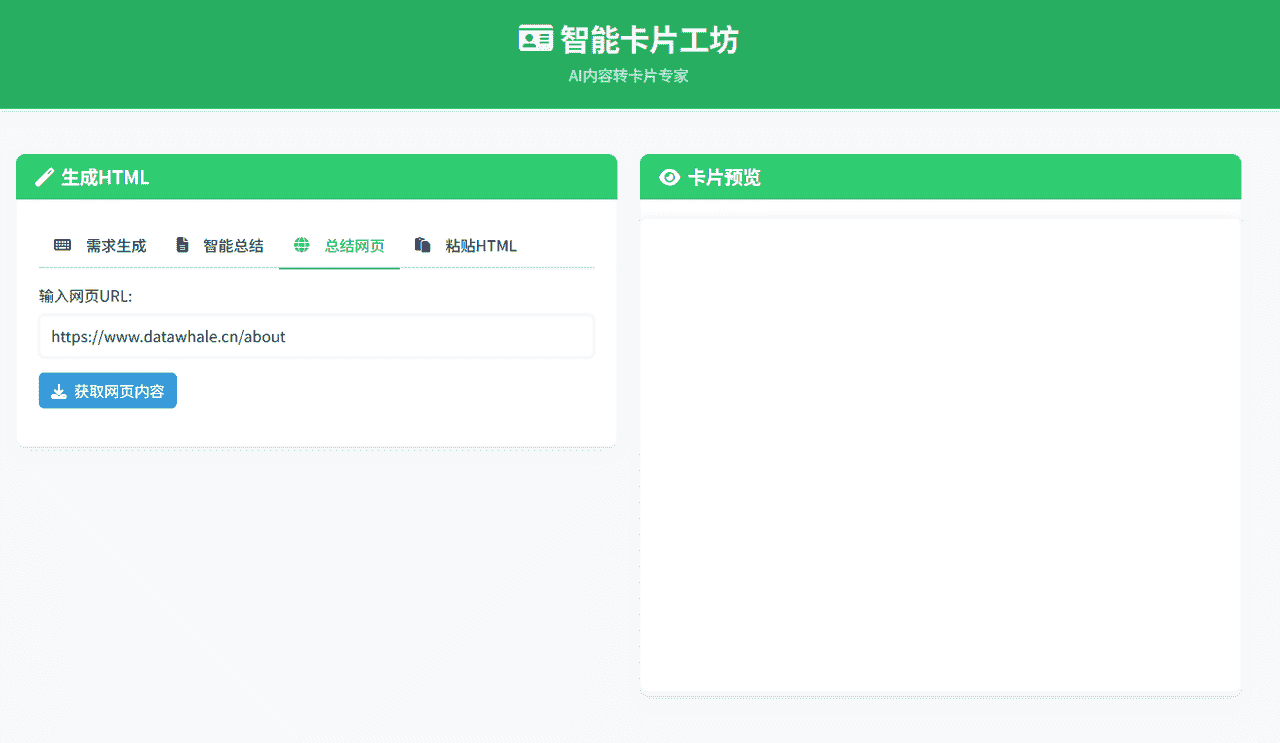 智能卡片工坊
AI内容转卡片专家
生成HTML
需求生成 智能总结 总结网页 粘贴HTML
输入网页URL:
https://www.datawhale.cn/about
获取网页内容
卡片预览